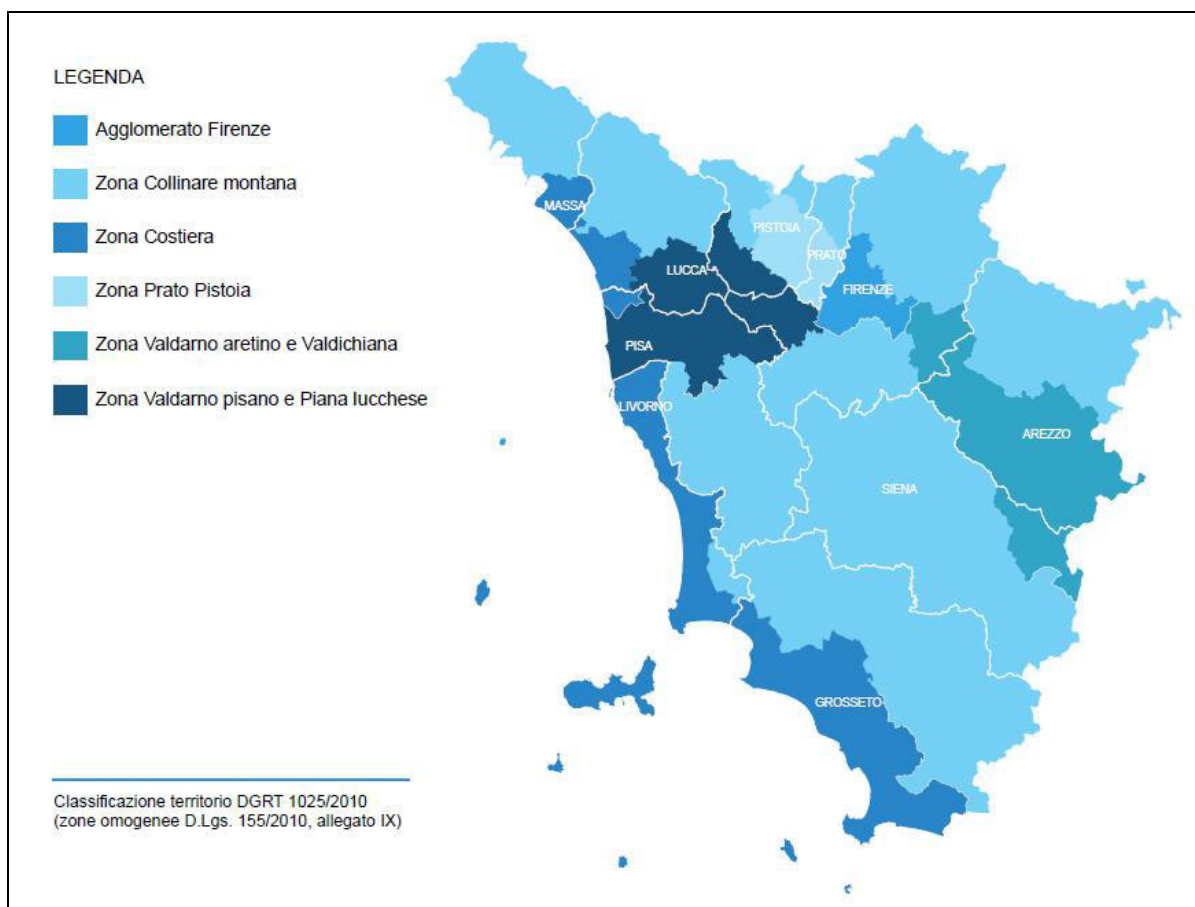 LEGENDA
Agglomerato Firenze
Zona Collinare montana
Zona Costiera
Zona Prato Pistoia
Zona Valdarno aretino e Valdichiana
Zona Valdarno pisano e Piana lucchese
MASSA
PISTOIA
PRATO
LUCCA
FIRENZE
PISA
LIVORNO
AREZZO
SIENA
GROSSETO
Classificazione territorio DGRT 1025/2010
(zone omogenee D.Lgs. 155/2010, allegato IX)